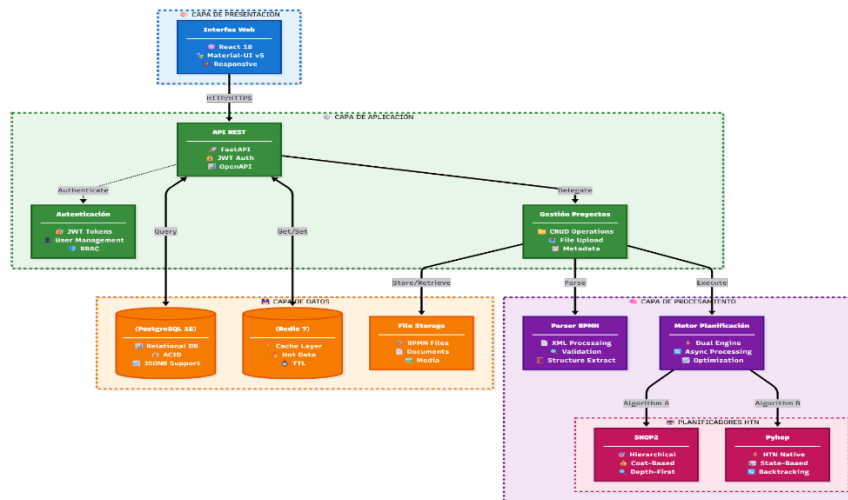 CAPA DE PRESENTACIÓN
Interfaz Web
React 18
Material-UI v5
Responsive
HTTP/HTTPS
CAPA DE APLICACIÓN
API REST
FastAPI
JWT Auth
OpenAPI
Authenticate
Delegate
Autenticación
JWT Tokens
User Management
RBAC
Query
Get/Set
Gestión Proyectos
CRUD Operations
File Upload
Metadata
Store/Retrieve
Parse
Execute
CAPA DE DATOS
(PostgreSQL 15)
Relational DB
ACID
JSONB Support
(Redis 7)
Cache Layer
Hot Data
TTL
File Storage
BPMN Files
Documents
Media
CAPA DE PROCESAMIENTO
Parser BPMN
XML Processing
Validation
Structure Extract
Motor Planificación
Dual Engine
Async Processing
Optimization
Algorithm A
Algorithm B
PLANIFICADORES HTN
SHOP2
Hierarchical
Cost-Based
Depth-First
Pyhop
HTN Native
State-Based
Backtracking